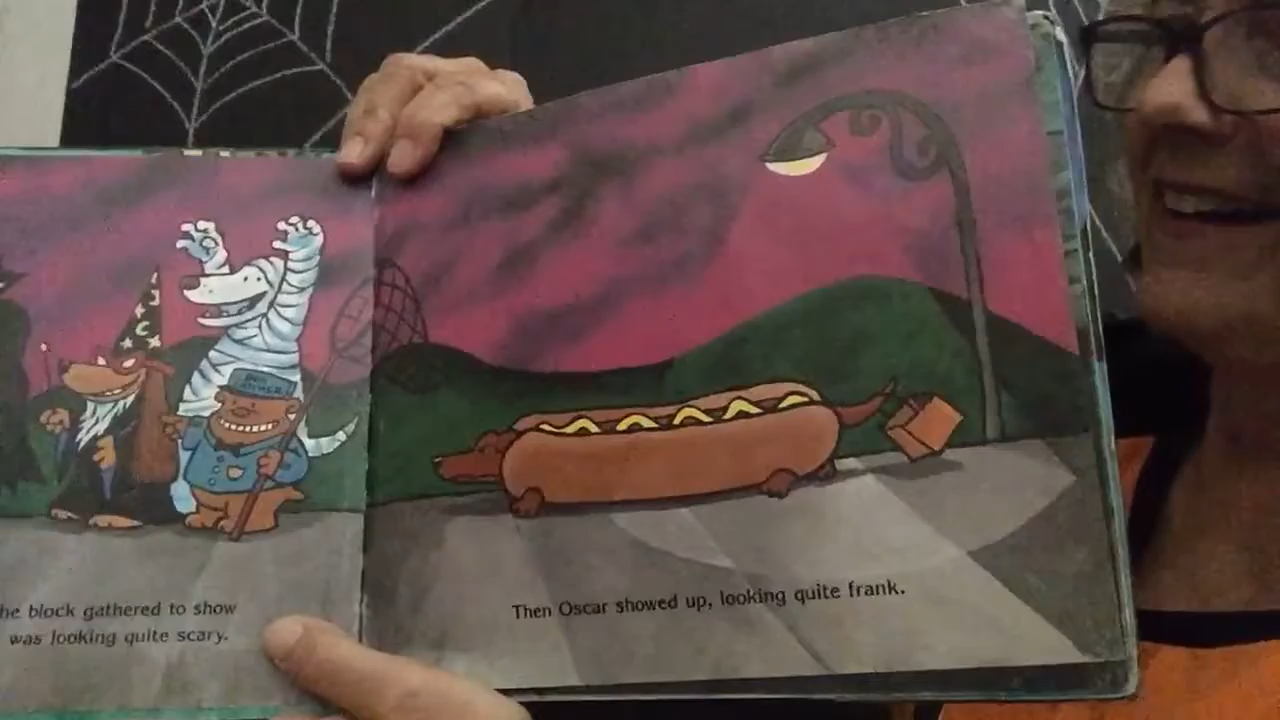 he block gathered to show
was looking quite scary.
Then Oscar showed up, looking quite frank.